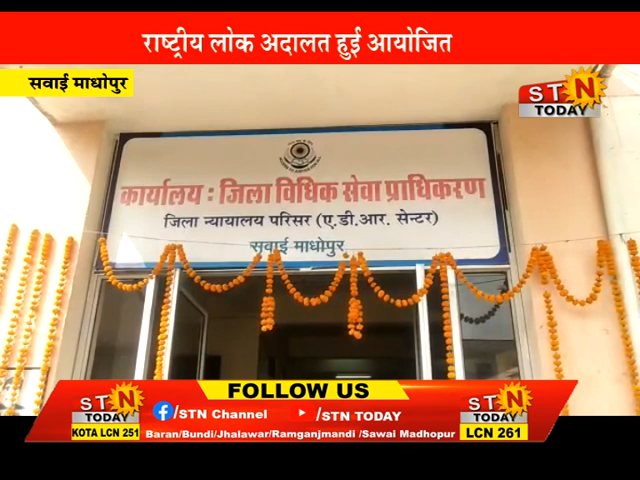 राष्ट्रीय लोक अदालत हुई आयोजित
सवाई माधोपुर
STN
TODAY
कार्यालय : जिला विधिक सेवा प्राधिकरण
जिला न्यायालय परिसर (ए.डी.आर. सेन्टर)
सवाई माधोपुर
FOLLOW US
STN
TODAY
KOTA LCN 251
/STN Channel
/STN TODAY
Baran/Bundi/Jhalawar/Ramganjmandi /Sawai Madhopur
STN
TODAY
LCN 261